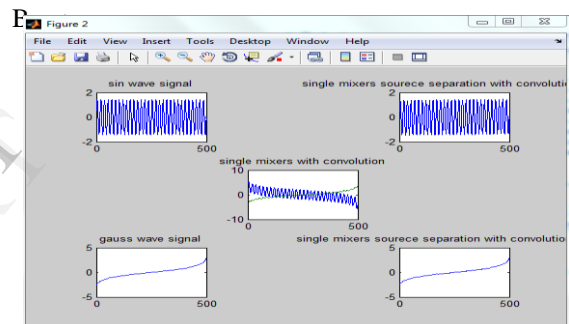 B.
Figure 2
File Edit View Insert Tools Desktop Window Help
sin wave signal
2
0
-2
0 500
single mixers sourece separation with convolutio
2
0
-2
0 500
single mixers with convolution
10
0
-10
0 500
gauss wave signal
5
0
-5
0 500
single mixers sourece separation with convolutio
5
0
-5
0 500